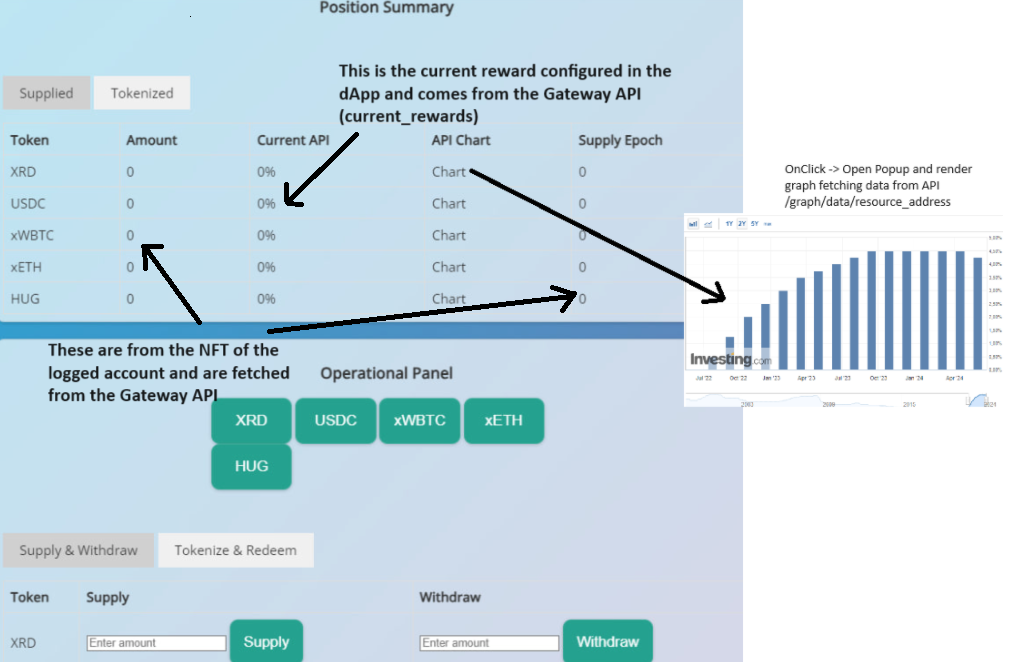 Position Summary
This is the current reward configured in the
dApp and comes from the Gateway API
(current_rewards)
Supplied Tokenized
Token Amount Current API API Chart Supply Epoch
XRD 0 0% Chart 0
USDC 0 0% Chart 0
xWBTC 0 0% Chart 0
xETH 0 0% Chart 0
HUG 0 0% Chart 0
OnClick -> Open Popup and render
graph fetching data from API
/graph/data/resource_address
1Y 2Y 5Y
5.00%
4.50%
4.00%
3.50%
3.00%
2.50%
2.00%
1.50%
1.00%
0.50%
0.00%
Investing.com
Jul '22 Oct '22 Jan '23 Apr '23 Jul '23 Oct '23 Jan '24 Apr '24
2015
These are from the NFT of the
logged account and are fetched
from the Gateway API
Operational Panel
XRD USDC xWBTC xETH
HUG
Supply & Withdraw Tokenize & Redeem
Token Supply Withdraw
XRD Enter amount Supply Enter amount Withdraw